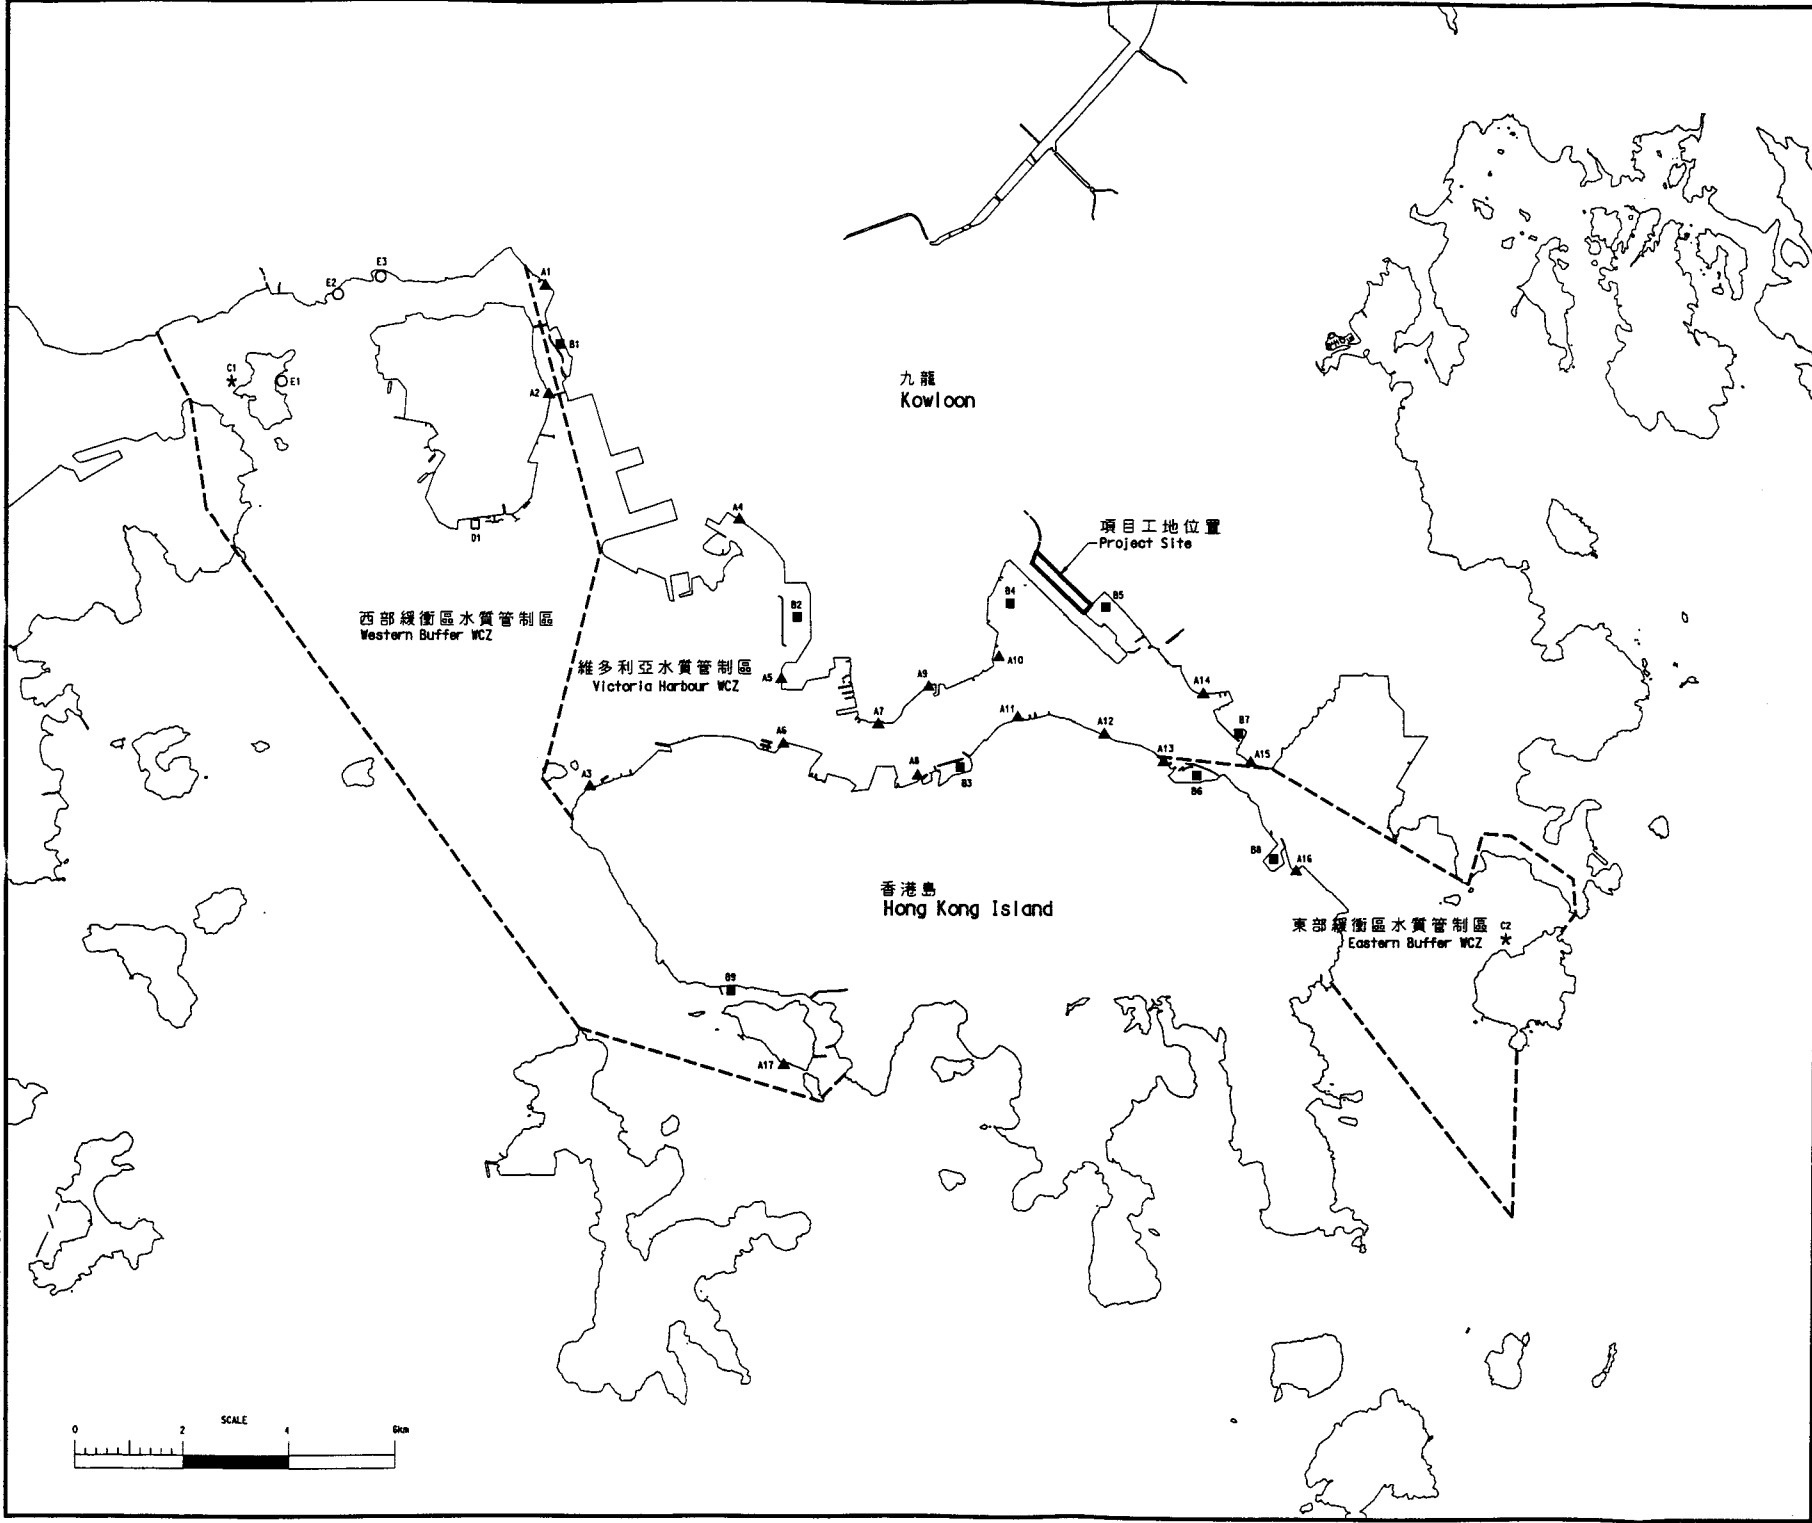 E3
E2
A1
B1
C1
E1
A2
九龍
Kowloon
A4
D1
項目工地位置
Project Site
B2
B4
B5
西部緩衝區水質管制區
Western Buffer WCZ
維多利亞水質管制區
Victoria Harbour WCZ
A5
A9
A10
A14
A7
A11
A12
B7
A6
A13
A15
A3
A8
B3
B6
B8
A16
香港島
Hong Kong Island
東部緩衝區水質管制區
Eastern Buffer WCZ
C2
B9
A17
SCALE
0 2 4 6km